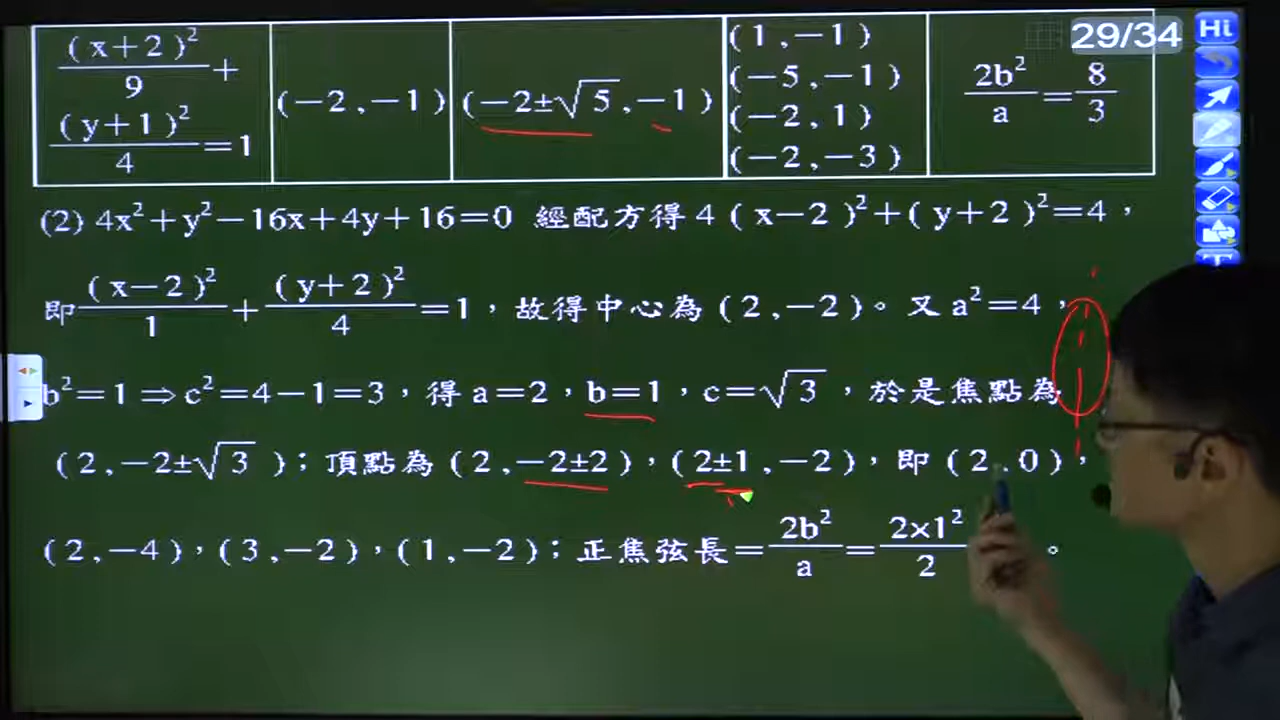 29/34
Hi
(x+2)²/9 + (y+1)²/4 =1
(-2,-1)
(-2±√5,-1)
(1,-1)
(-5,-1)
(-2,1)
(-2,-3)
2b²/a = 8/3
(2) 4x²+y²-16x+4y+16=0 經配方得 4(x-2)²+(y+2)²=4，
即 (x-2)²/1 + (y+2)²/4 =1，故得中心為(2,-2)。又 a²=4，
b²=1 ⇒ c²=4-1=3，得 a=2，b=1，c=√3，於是焦點為
(2,-2±√3)；頂點為(2,-2±2)，(2±1,-2)，即(2,0)，
(2,-4)，(3,-2)，(1,-2)；正焦弦長= 2b²/a = 2×1²/2 。